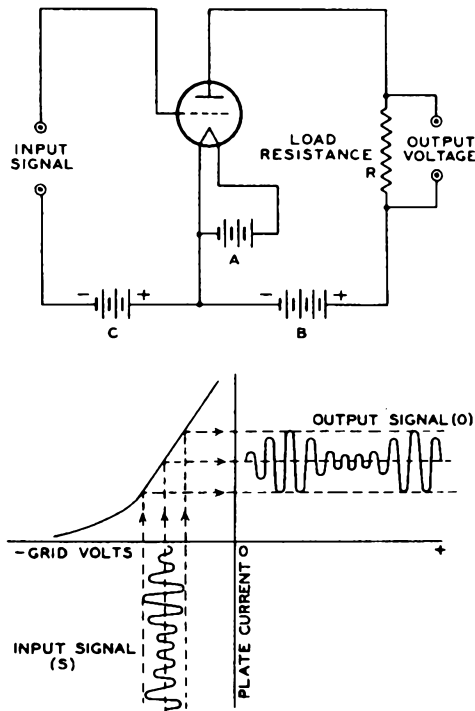 INPUT
SIGNAL
LOAD
RESISTANCE
R
OUTPUT
VOLTAGE
A
- +
C
- +
B
OUTPUT SIGNAL (O)
-GRID VOLTS
O
+
PLATE CURRENT
INPUT SIGNAL
(S)